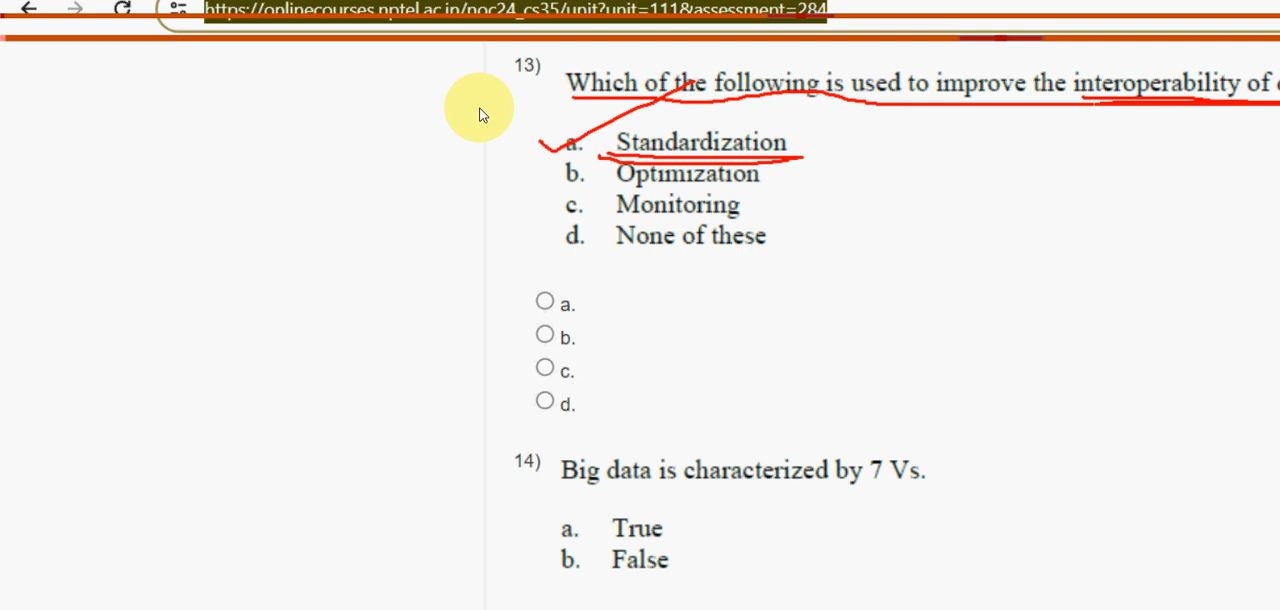 https://onlinecourses.nptel.ac.in/noc24_cs35/unit?unit=111&assessment=284
13)
Which of the following is used to improve the interoperability of
a. Standardization
b. Optimization
c. Monitoring
d. None of these
a.
b.
c.
d.
14) Big data is characterized by 7 Vs.
a. True
b. False